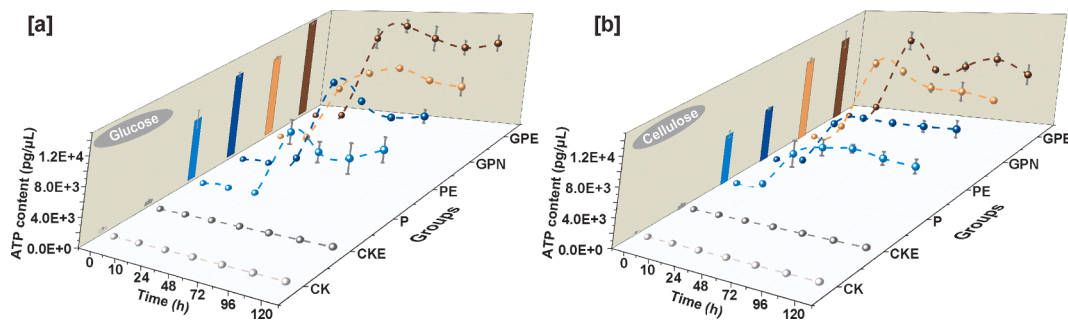 [a]
Glucose
ATP content (pg/μL)
1.2E+4
8.0E+3
4.0E+3
0.0E+0
0
10
24
48
72
96
120
Time (h)
CK
CKE
P
PE
GPN
GPE
Groups
[b]
Cellulose
ATP content (pg/μL)
1.2E+4
8.0E+3
4.0E+3
0.0E+0
0
10
24
48
72
96
120
Time (h)
CK
CKE
P
PE
GPN
GPE
Groups